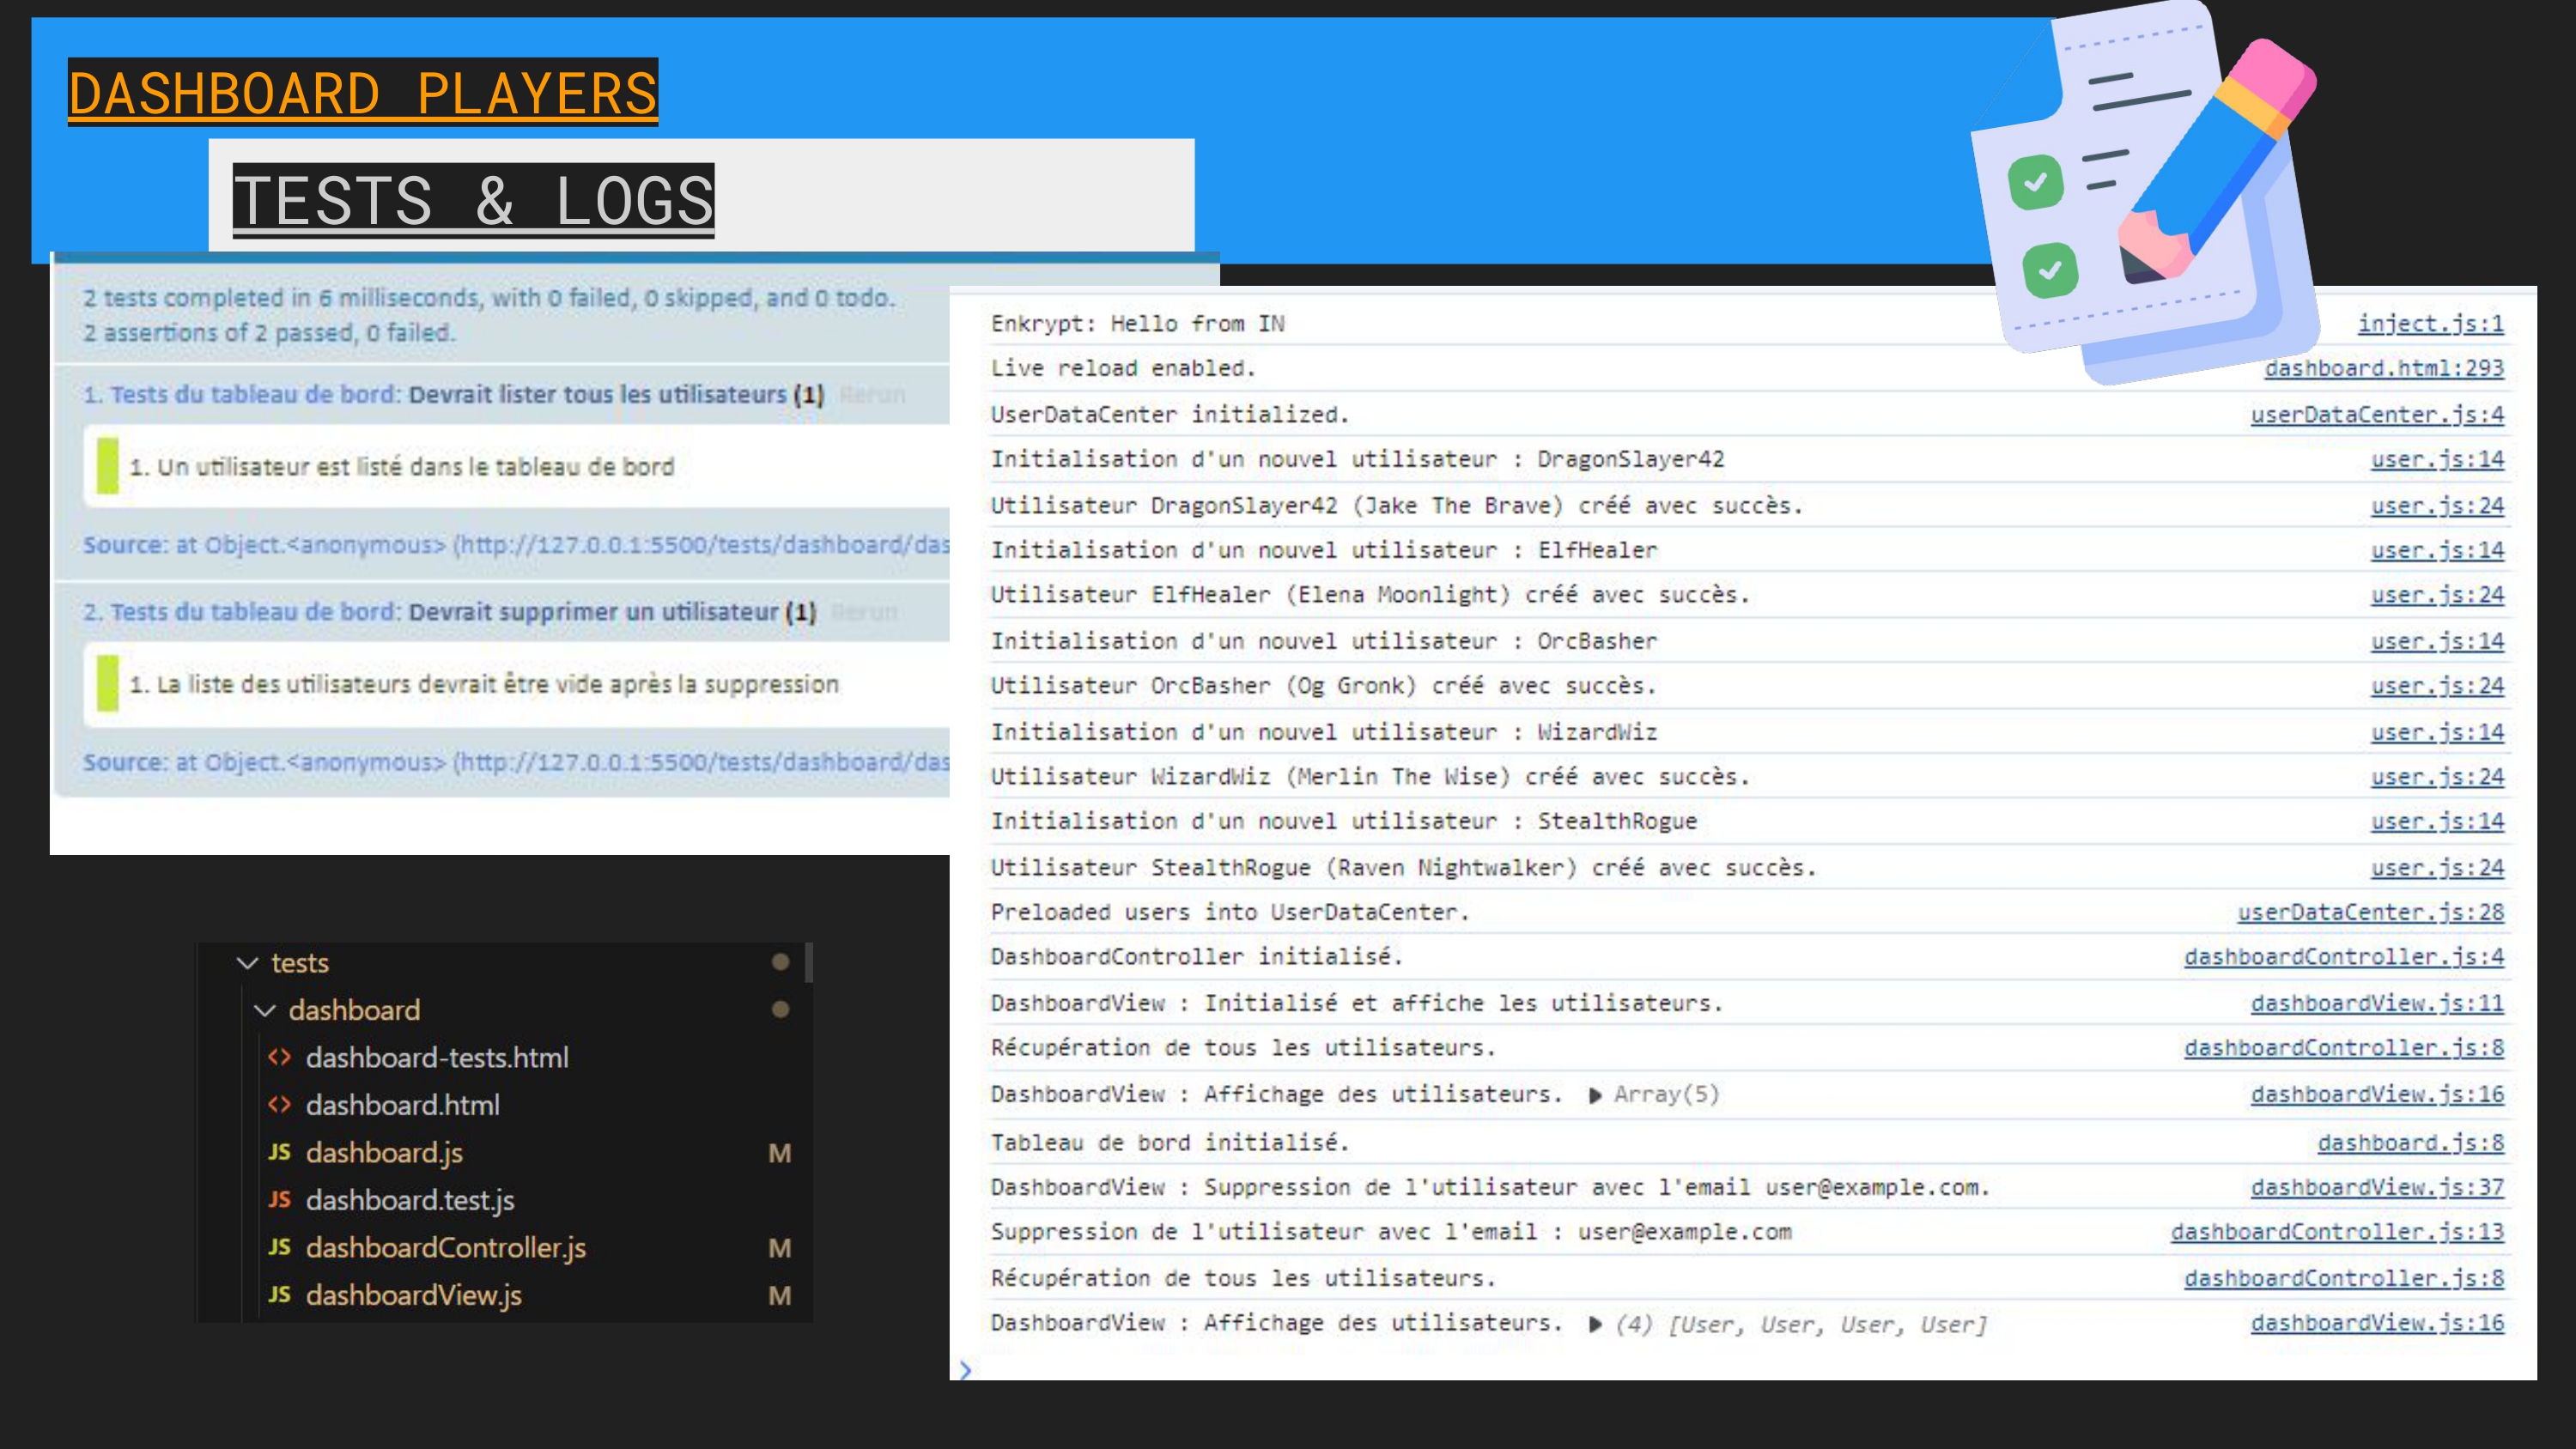 DASHBOARD PLAYERS
TESTS & LOGS
2 tests completed in 6 milliseconds, with 0 failed, 0 skipped, and 0 todo.
2 assertions of 2 passed, 0 failed.
1. Tests du tableau de bord: Devrait lister tous les utilisateurs (1) Rerun
1. Un utilisateur est listé dans le tableau de bord
Source: at Object.<anonymous> (http://127.0.0.1:5500/tests/dashboard/das
2. Tests du tableau de bord: Devrait supprimer un utilisateur (1) Rerun
1. La liste des utilisateurs devrait être vide après la suppression
Source: at Object.<anonymous> (http://127.0.0.1:5500/tests/dashboard/das
tests
dashboard
<> dashboard-tests.html
<> dashboard.html
JS dashboard.js M
JS dashboard.test.js
JS dashboardController.js M
JS dashboardView.js M
Enkrypt: Hello from IN inject.js:1
Live reload enabled. dashboard.html:293
UserDataCenter initialized. userDataCenter.js:4
Initialisation d'un nouvel utilisateur : DragonSlayer42 user.js:14
Utilisateur DragonSlayer42 (Jake The Brave) créé avec succès. user.js:24
Initialisation d'un nouvel utilisateur : ElfHealer user.js:14
Utilisateur ElfHealer (Elena Moonlight) créé avec succès. user.js:24
Initialisation d'un nouvel utilisateur : OrcBasher user.js:14
Utilisateur OrcBasher (Og Gronk) créé avec succès. user.js:24
Initialisation d'un nouvel utilisateur : WizardWiz user.js:14
Utilisateur WizardWiz (Merlin The Wise) créé avec succès. user.js:24
Initialisation d'un nouvel utilisateur : StealthRogue user.js:14
Utilisateur StealthRogue (Raven Nightwalker) créé avec succès. user.js:24
Preloaded users into UserDataCenter. userDataCenter.js:28
DashboardController initialisé. dashboardController.js:4
DashboardView : Initialisé et affiche les utilisateurs. dashboardView.js:11
Récupération de tous les utilisateurs. dashboardController.js:8
DashboardView : Affichage des utilisateurs. ▶ Array(5) dashboardView.js:16
Tableau de bord initialisé. dashboard.js:8
DashboardView : Suppression de l'utilisateur avec l'email user@example.com. dashboardView.js:37
Suppression de l'utilisateur avec l'email : user@example.com dashboardController.js:13
Récupération de tous les utilisateurs. dashboardController.js:8
DashboardView : Affichage des utilisateurs. ▶ (4) [User, User, User, User] dashboardView.js:16